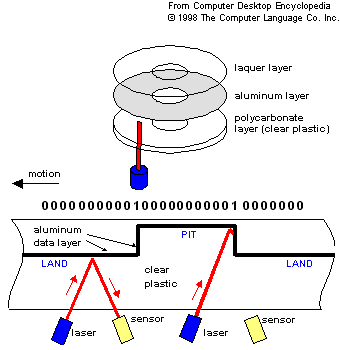 From Computer Desktop Encyclopedia
© 1998 The Computer Language Co. Inc.
laquer layer
aluminum layer
polycarbonate
layer (clear plastic)
motion
000000000001000000000001 0000000
aluminum
data layer
PIT
LAND
clear
plastic
LAND
laser
sensor
laser
sensor